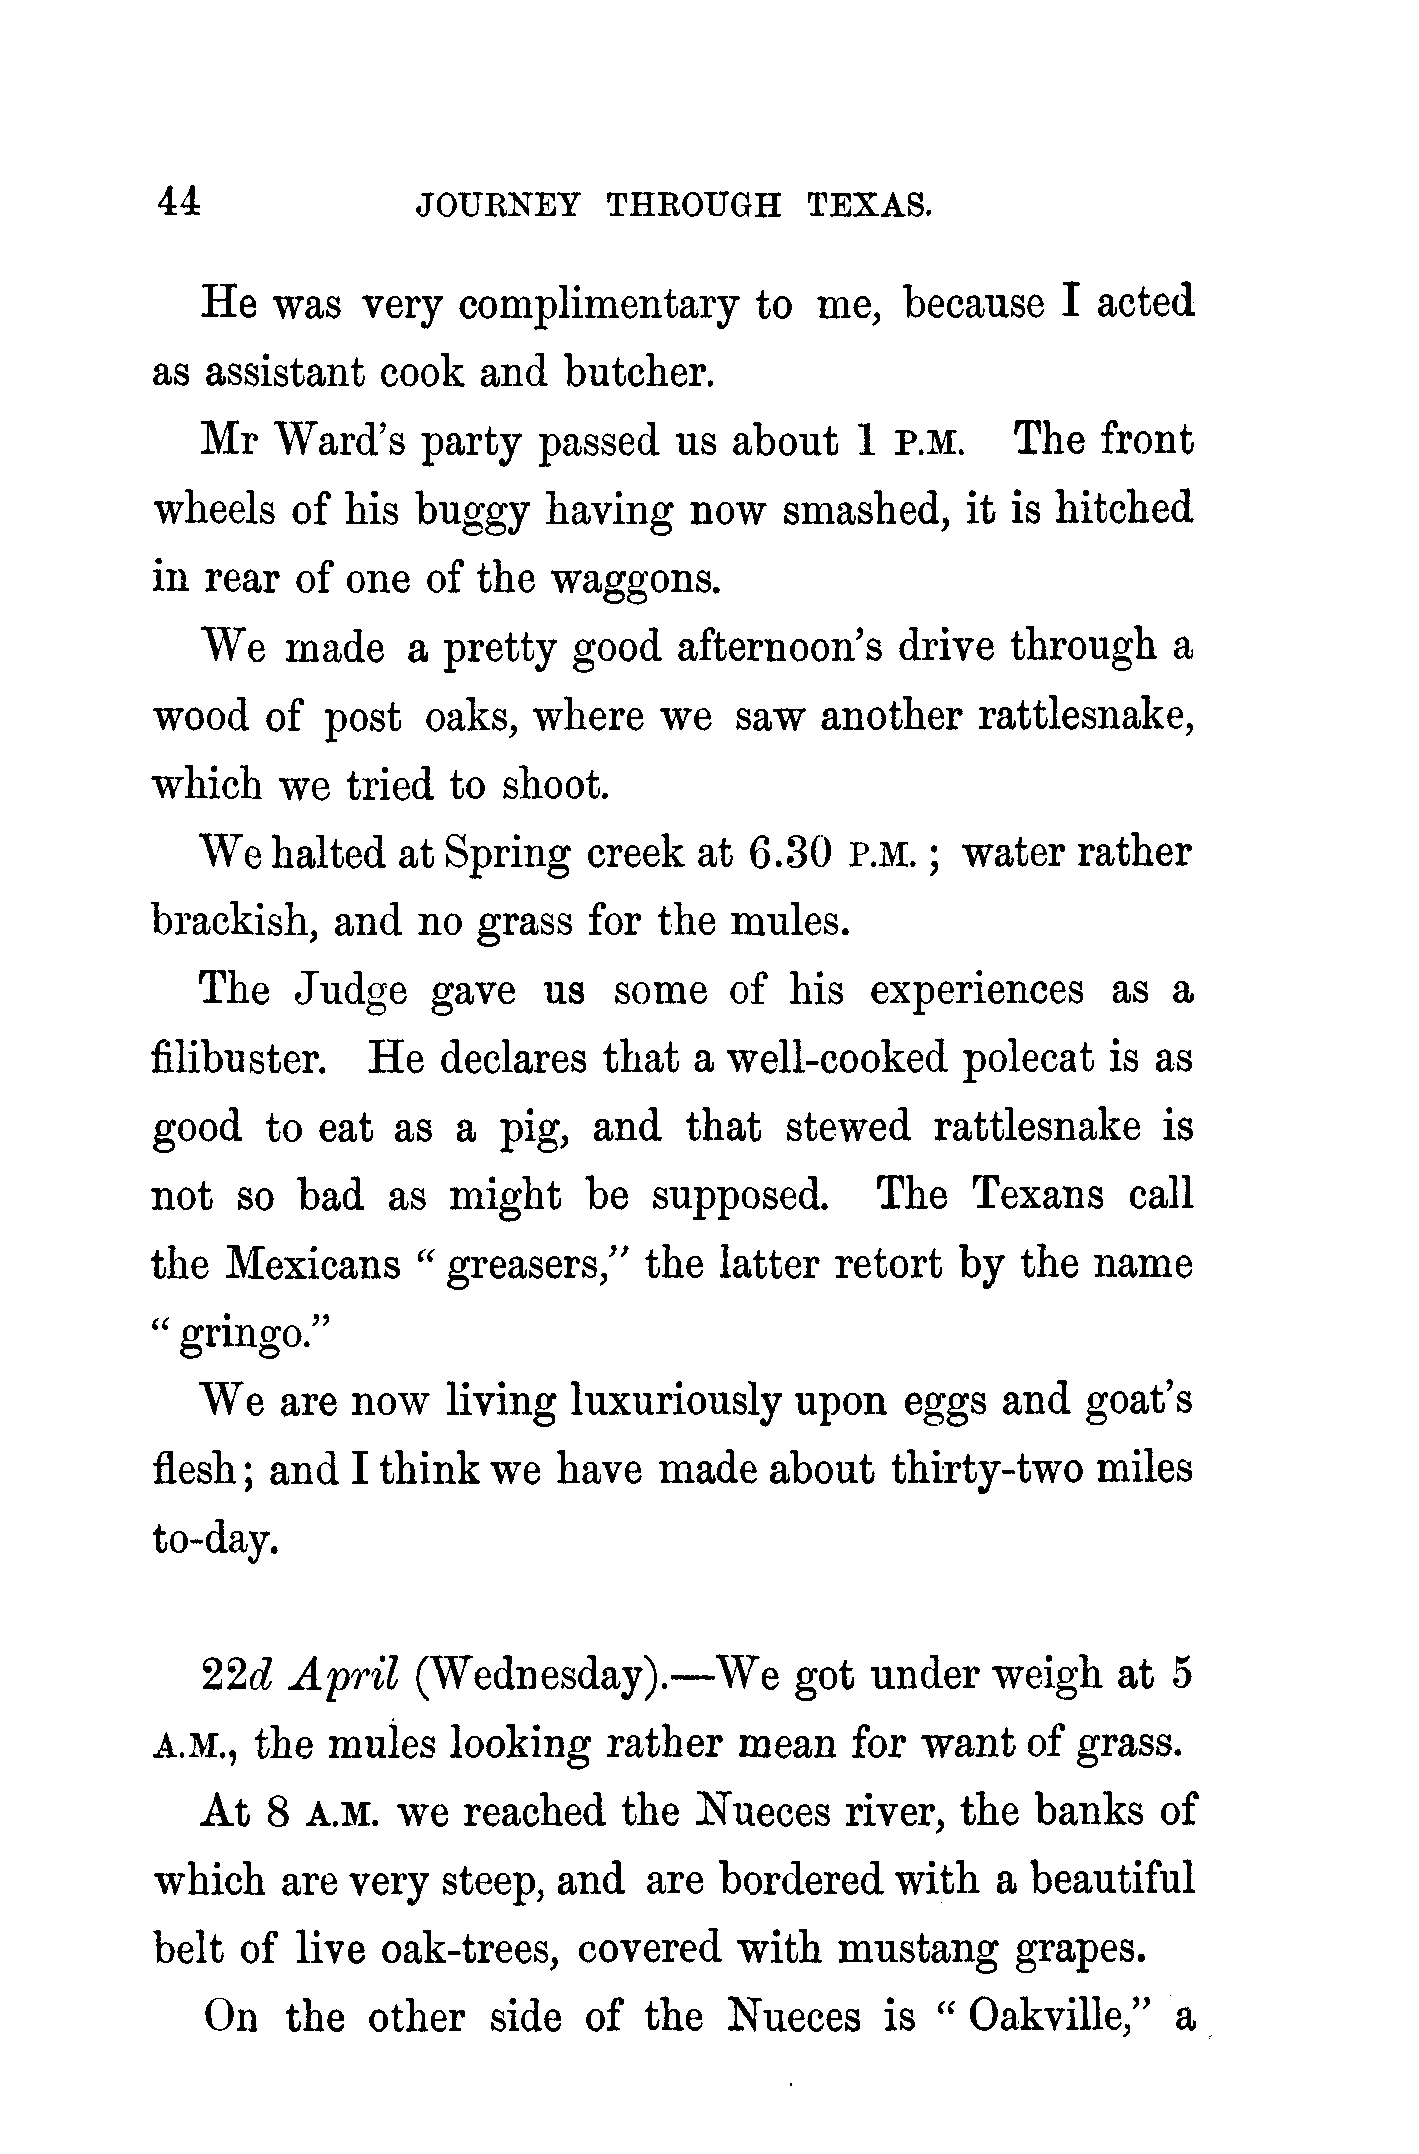 44 JOURNEY THROUGH TEXAS.
He was very complimentary to me, because I acted
as assistant cook and butcher.
Mr Ward's party passed us about 1 P.M. The front
wheels of his buggy having now smashed, it is hitched
in rear of one of the waggons.
We made a pretty good afternoon's drive through a
wood of post oaks, where we saw another rattlesnake,
which we tried to shoot.
We halted at Spring creek at 6.30 P.M. ; water rather
brackish, and no grass for the mules.
The Judge gave us some of his experiences as a
filibuster. He declares that a well-cooked polecat is as
good to eat as a pig, and that stewed rattlesnake is
not so bad as might be supposed. The Texans call
the Mexicans " greasers," the latter retort by the name
" gringo."
We are now living luxuriously upon eggs and goat's
flesh; and I think we have made about thirty-two miles
to-day.
22d April (Wednesday).—We got under weigh at 5
A.M., the mules looking rather mean for want of grass.
At 8 A.M. we reached the Nueces river, the banks of
which are very steep, and are bordered with a beautiful
belt of live oak-trees, covered with mustang grapes.
On the other side of the Nueces is " Oakville," a